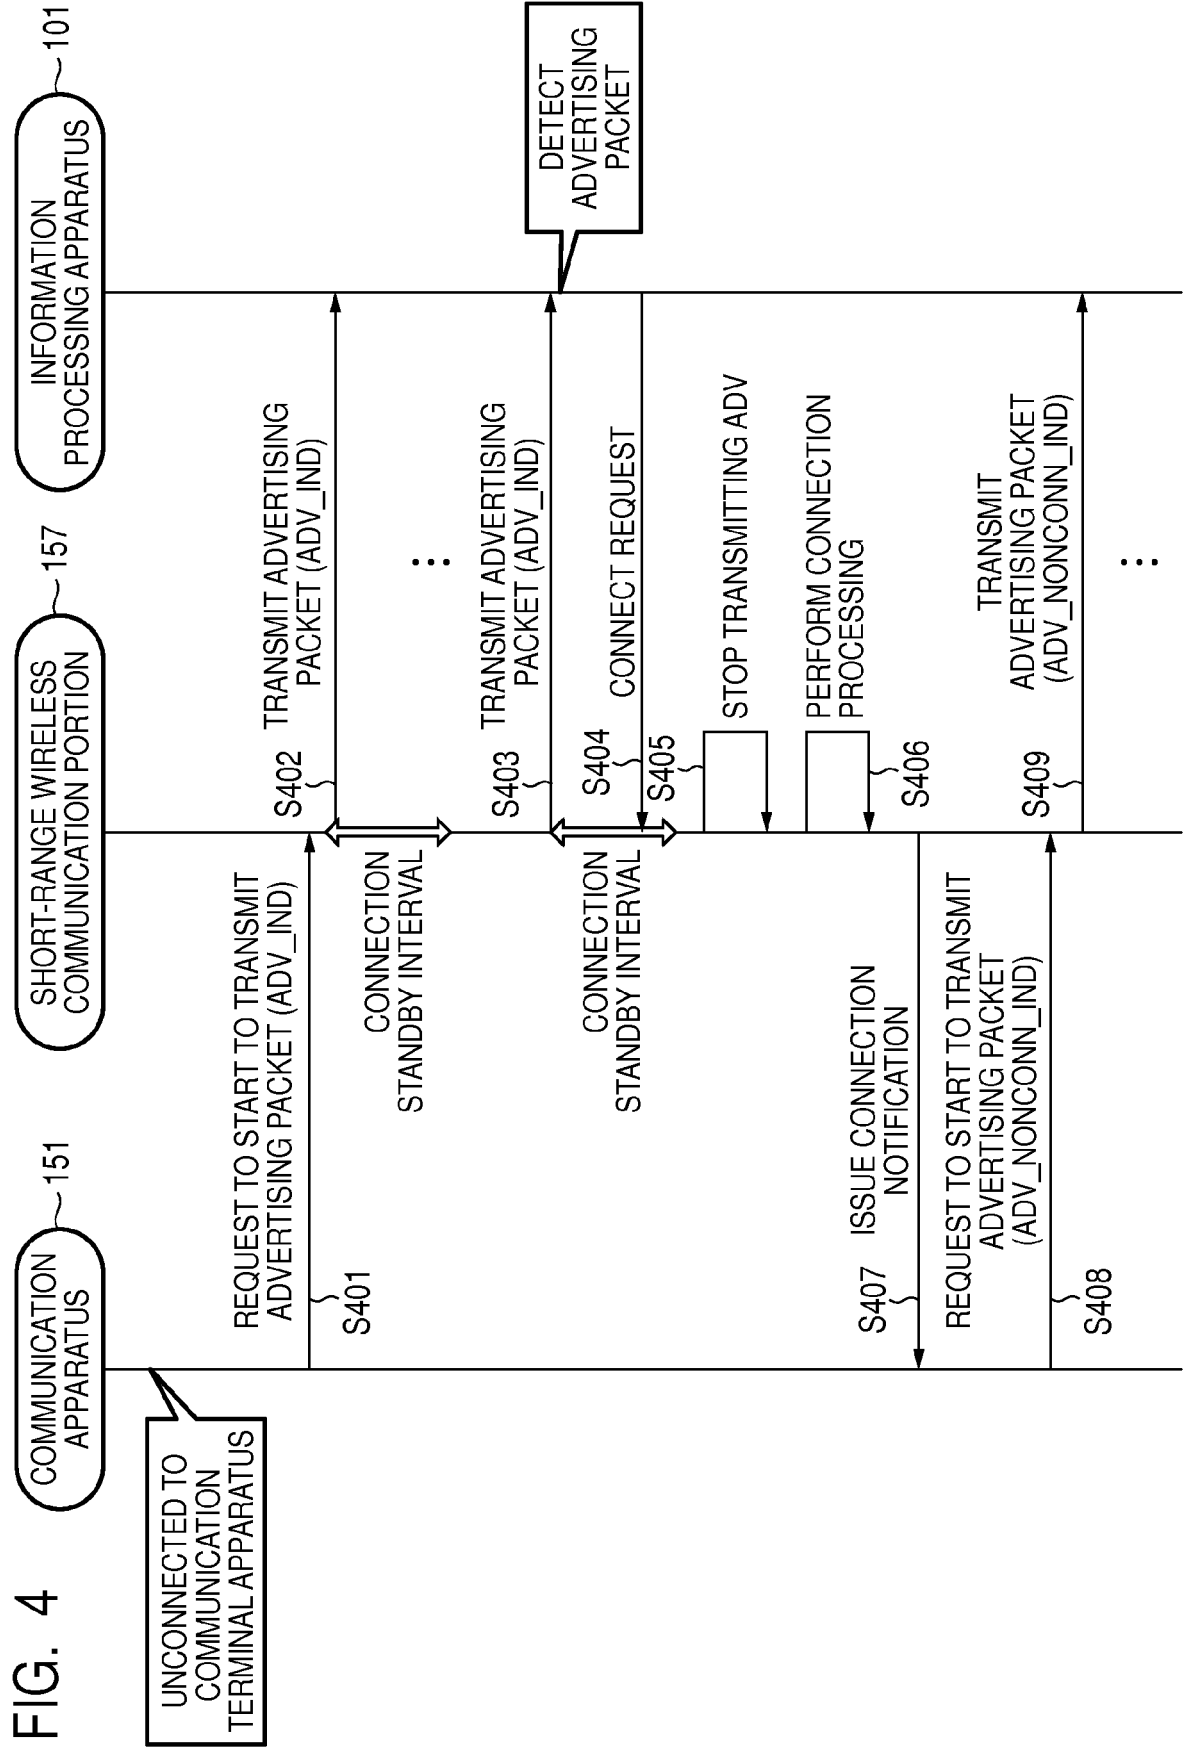 FIG. 4
COMMUNICATION
APPARATUS
151
SHORT-RANGE WIRELESS
COMMUNICATION PORTION
157
INFORMATION
PROCESSING APPARATUS
101
UNCONNECTED TO
COMMUNICATION
TERMINAL APPARATUS
REQUEST TO START TO TRANSMIT
ADVERTISING PACKET (ADV_IND)
S401
S402
TRANSMIT ADVERTISING
PACKET (ADV_IND)
CONNECTION
STANDBY INTERVAL
...
S403
TRANSMIT ADVERTISING
PACKET (ADV_IND)
DETECT
ADVERTISING
PACKET
CONNECTION
STANDBY INTERVAL
S404
CONNECT REQUEST
S405
STOP TRANSMITTING ADV
PERFORM CONNECTION
PROCESSING
S406
ISSUE CONNECTION
NOTIFICATION
S407
REQUEST TO START TO TRANSMIT
ADVERTISING PACKET
(ADV_NONCONN_IND)
S408
S409
TRANSMIT
ADVERTISING PACKET
(ADV_NONCONN_IND)
...